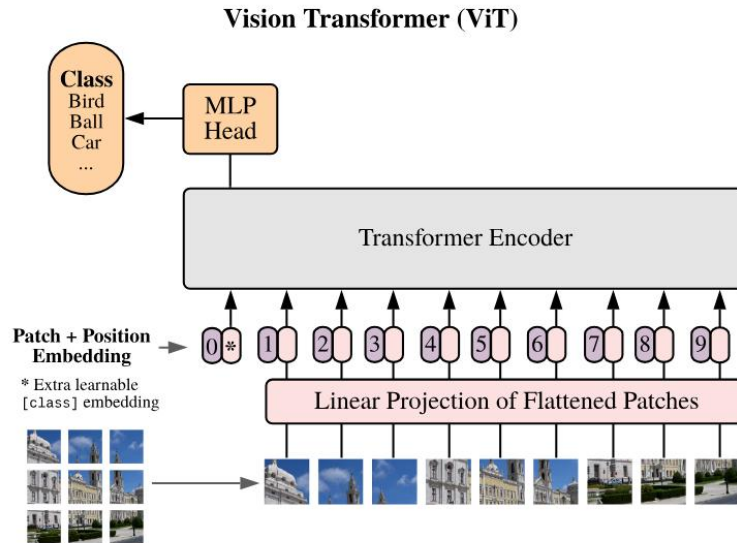 Vision Transformer (ViT)
Class
Bird
Ball
Car
...
MLP
Head
Transformer Encoder
Patch + Position
Embedding
0 * 1 2 3 4 5 6 7 8 9
* Extra learnable
[class] embedding
Linear Projection of Flattened Patches